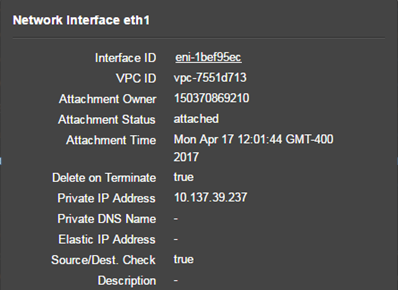 Network Interface eth1
Interface ID eni-1bef95ec
VPC ID vpc-7551d713
Attachment Owner 150370869210
Attachment Status attached
Attachment Time Mon Apr 17 12:01:44 GMT-400
2017
Delete on Terminate true
Private IP Address 10.137.39.237
Private DNS Name -
Elastic IP Address -
Source/Dest. Check true
Description -